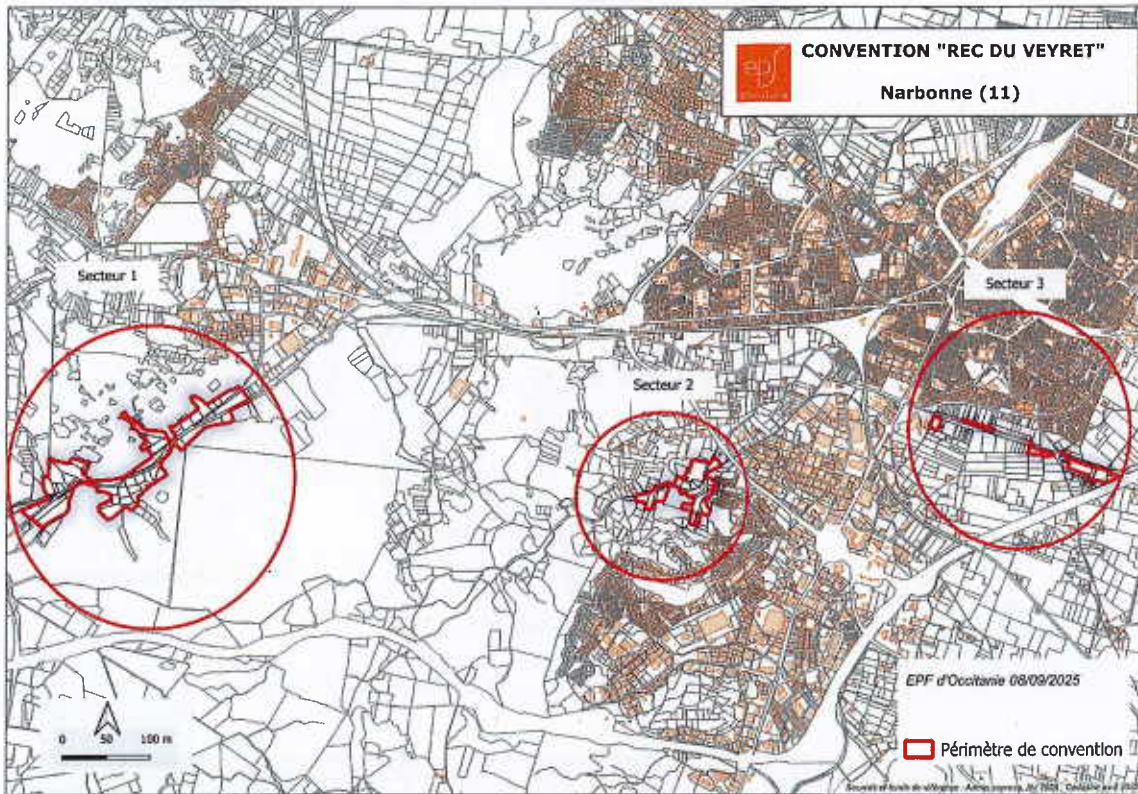 epf
CONVENTION "REC DU VEYRET"
Narbonne (11)
Secteur 1
Secteur 3
Secteur 2
EPF d'Occitanie 08/09/2025
0 50 100 m
Périmètre de convention